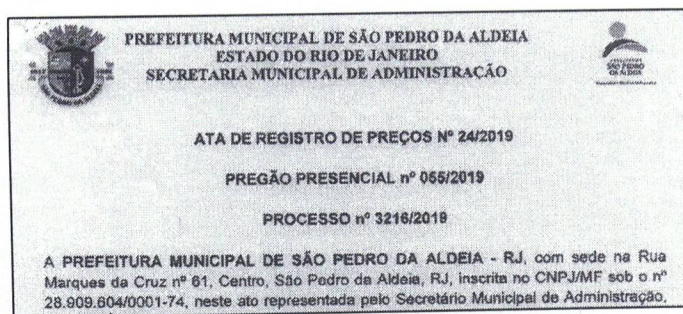 PREFEITURA MUNICIPAL DE SÃO PEDRO DA ALDEIA
ESTADO DO RIO DE JANEIRO
SECRETARIA MUNICIPAL DE ADMINISTRAÇÃO
SÃO PEDRO
DA ALDEIA
ATA DE REGISTRO DE PREÇOS Nº 24/2019
PREGÃO PRESENCIAL nº 055/2019
PROCESSO nº 3216/2019
A PREFEITURA MUNICIPAL DE SÃO PEDRO DA ALDEIA - RJ, com sede na Rua
Marques da Cruz nº 61, Centro, São Pedro da Aldeia, RJ, inscrita no CNPJ/MF sob o nº
28.909.604/0001-74, neste ato representada pelo Secretário Municipal de Administração,